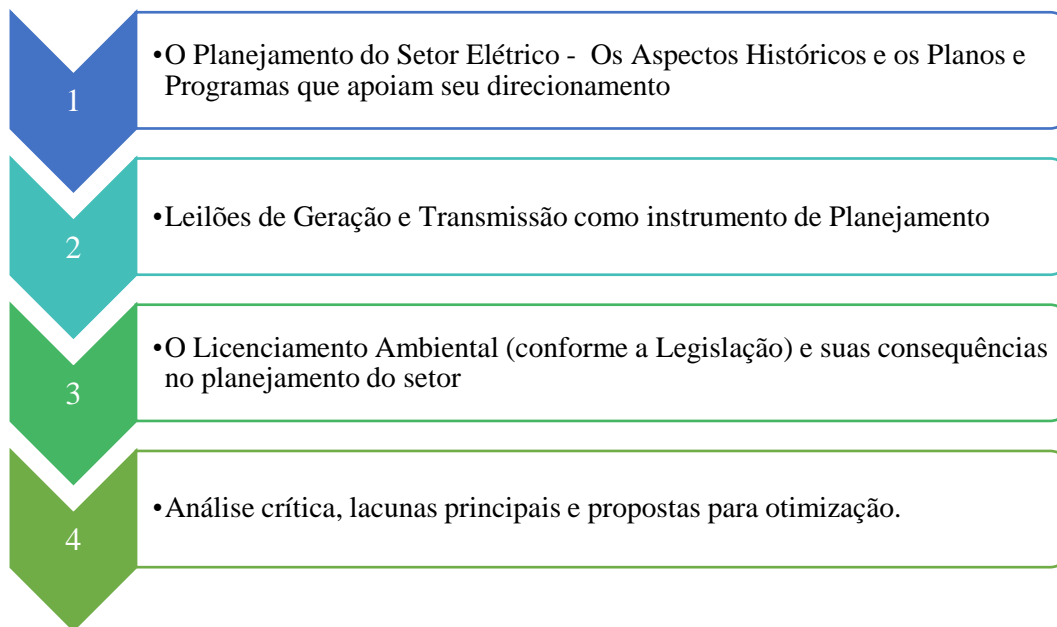 1
•O Planejamento do Setor Elétrico -  Os Aspectos Históricos e os Planos e
Programas que apoiam seu direcionamento
2
•Leilões de Geração e Transmissão como instrumento de Planejamento
3
•O Licenciamento Ambiental (conforme a Legislação) e suas consequências
no planejamento do setor
4
•Análise crítica, lacunas principais e propostas para otimização.